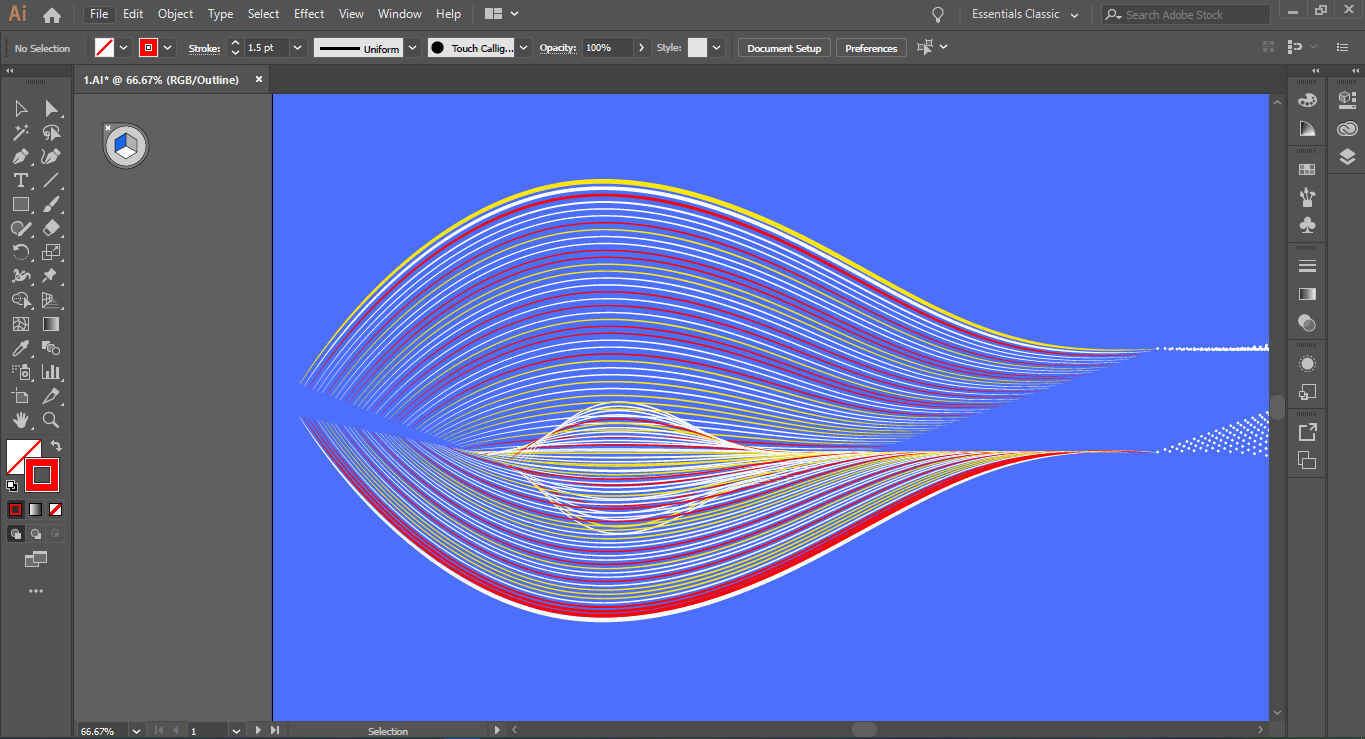 Ai File Edit Object Type Select Effect View Window Help Essentials Classic Search Adobe Stock
No Selection Stroke: 1.5 pt Uniform Touch Callig... Opacity: 100% Style: Document Setup Preferences
1.AI* @ 66.67% (RGB/Outline) ×
T
66.67% 1 Selection